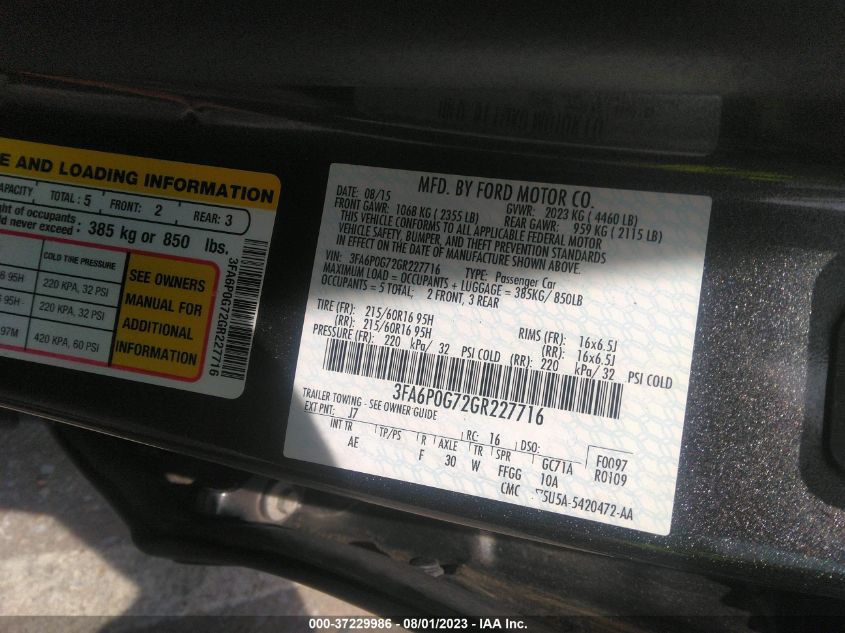 E AND LOADING INFORMATION
APACITY TOTAL : 5 FRONT: 2 REAR: 3
ght of occupants
ld never exceed : 385 kg or 850 lbs.
COLD TIRE PRESSURE
95H 220 KPA, 32 PSI
95H 220 KPA, 32 PSI
97M 420 KPA, 60 PSI
SEE OWNERS
MANUAL FOR
ADDITIONAL
INFORMATION
3FA6P0G72GR227716
MFD. BY FORD MOTOR CO.
DATE: 08/15 GVWR: 2023 KG ( 4460 LB)
FRONT GAWR: 1068 KG ( 2355 LB) REAR GAWR: 959 KG ( 2115 LB)
THIS VEHICLE CONFORMS TO ALL APPLICABLE FEDERAL MOTOR
VEHICLE SAFETY, BUMPER, AND THEFT PREVENTION STANDARDS
IN EFFECT ON THE DATE OF MANUFACTURE SHOWN ABOVE.
VIN: 3FA6P0G72GR227716 TYPE: Passenger Car
MAXIMUM LOAD = OCCUPANTS + LUGGAGE = 385KG/ 850LB
OCCUPANTS = 5 TOTAL; 2 FRONT, 3 REAR
TIRE (FR): 215/60R16 95H RIMS (FR): 16x6.5J
(RR): 215/60R16 95H (RR): 16x6.5J
PRESSURE (FR): 220 kPa/ 32 PSI COLD (RR): 220 kPa/ 32 PSI COLD
3FA6P0G72GR227716
TRAILER TOWING - SEE OWNER GUIDE
EXT PNT: J7 RC: 16 DSO: F0097
INT TR TP/PS R AXLE TR SPR GC71A R0109
AE F 30 W FFGG 10A
CMC 5U5A-5420472-AA
000-37229986 - 08/01/2023 - IAA Inc.